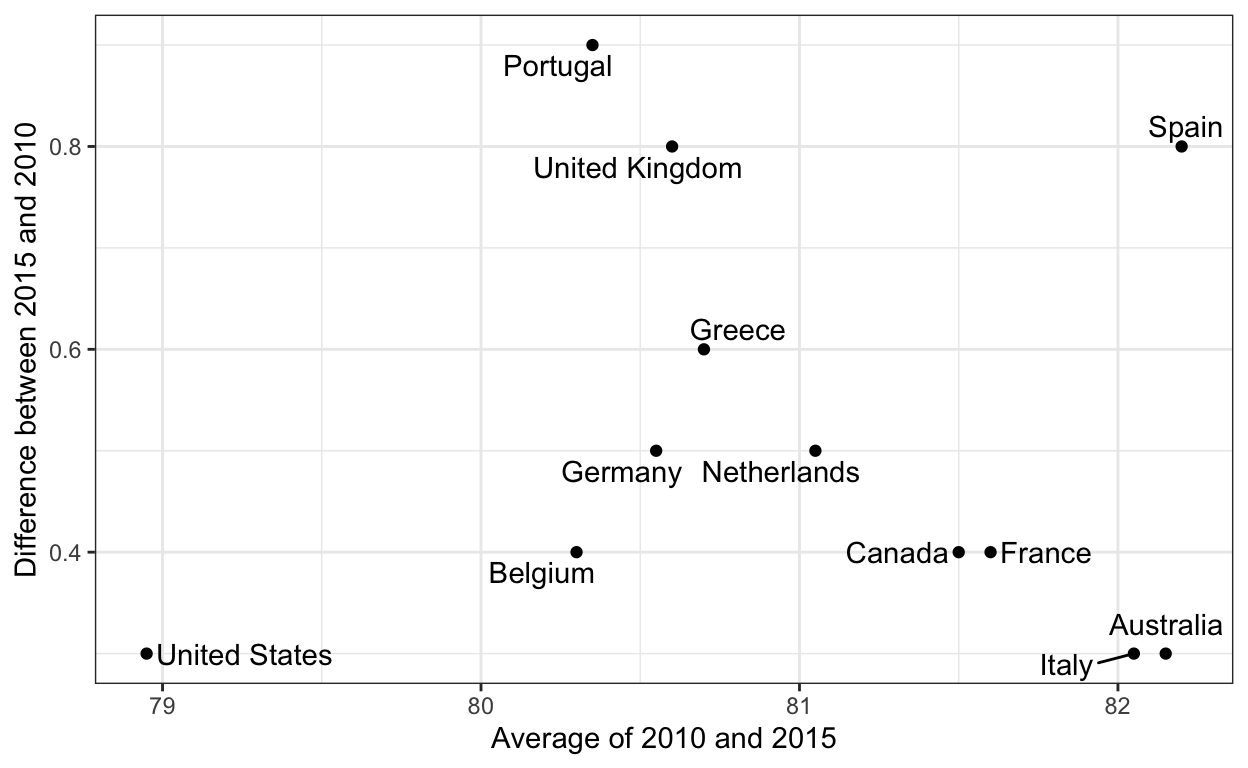 Portugal
Spain
0.8
United Kingdom
Greece
0.6
Germany
Netherlands
0.4
Canada
France
Belgium
Australia
United States
Italy
79
80
81
82
Average of 2010 and 2015
Difference between 2015 and 2010